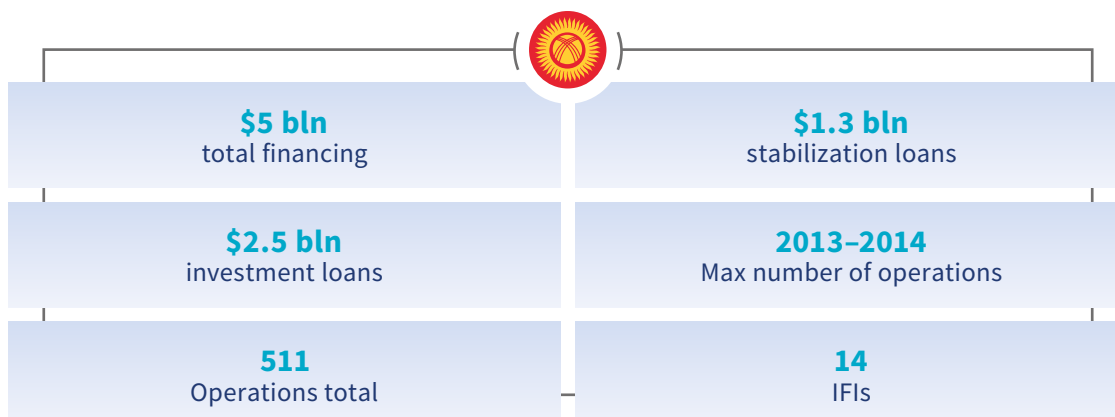 $5 bln
total financing
$1.3 bln
stabilization loans
$2.5 bln
investment loans
2013–2014
Max number of operations
511
Operations total
14
IFIs